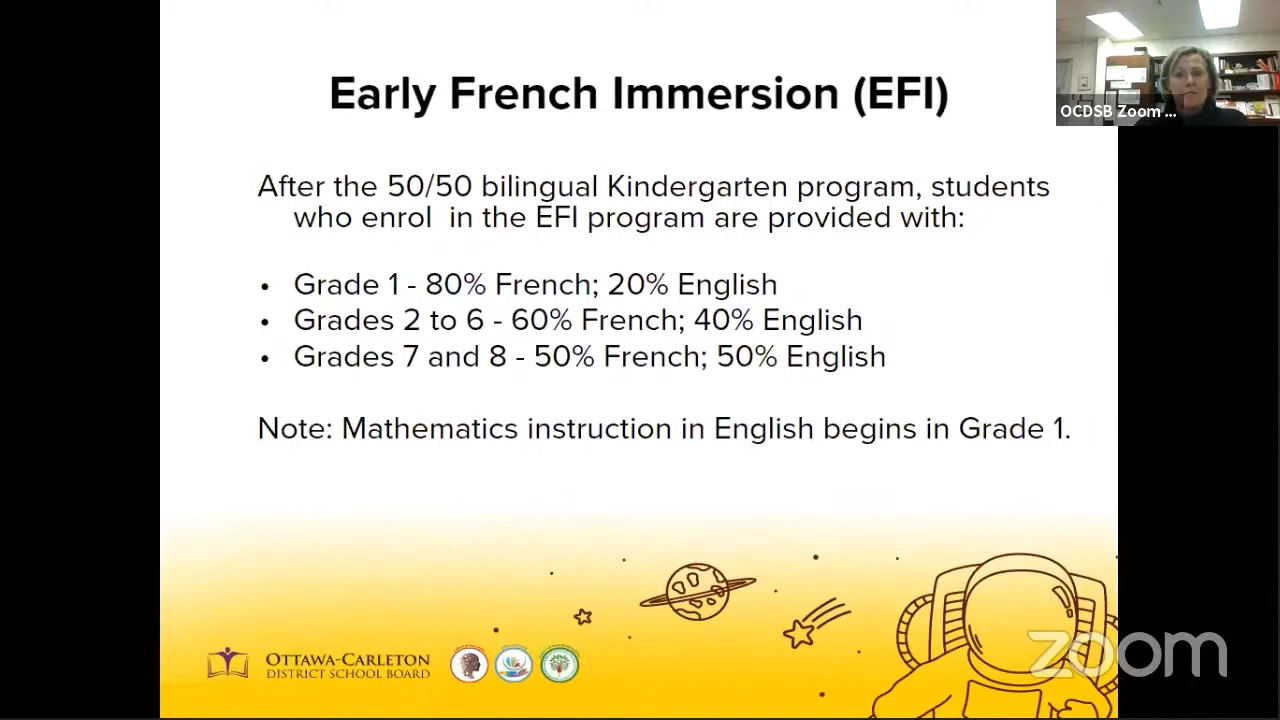 Early French Immersion (EFI)
OCDSB Zoom ...
After the 50/50 bilingual Kindergarten program, students
who enrol in the EFI program are provided with:
• Grade 1 - 80% French; 20% English
• Grades 2 to 6 - 60% French; 40% English
• Grades 7 and 8 - 50% French; 50% English
Note: Mathematics instruction in English begins in Grade 1.
OTTAWA-CARLETON
DISTRICT SCHOOL BOARD
zoom